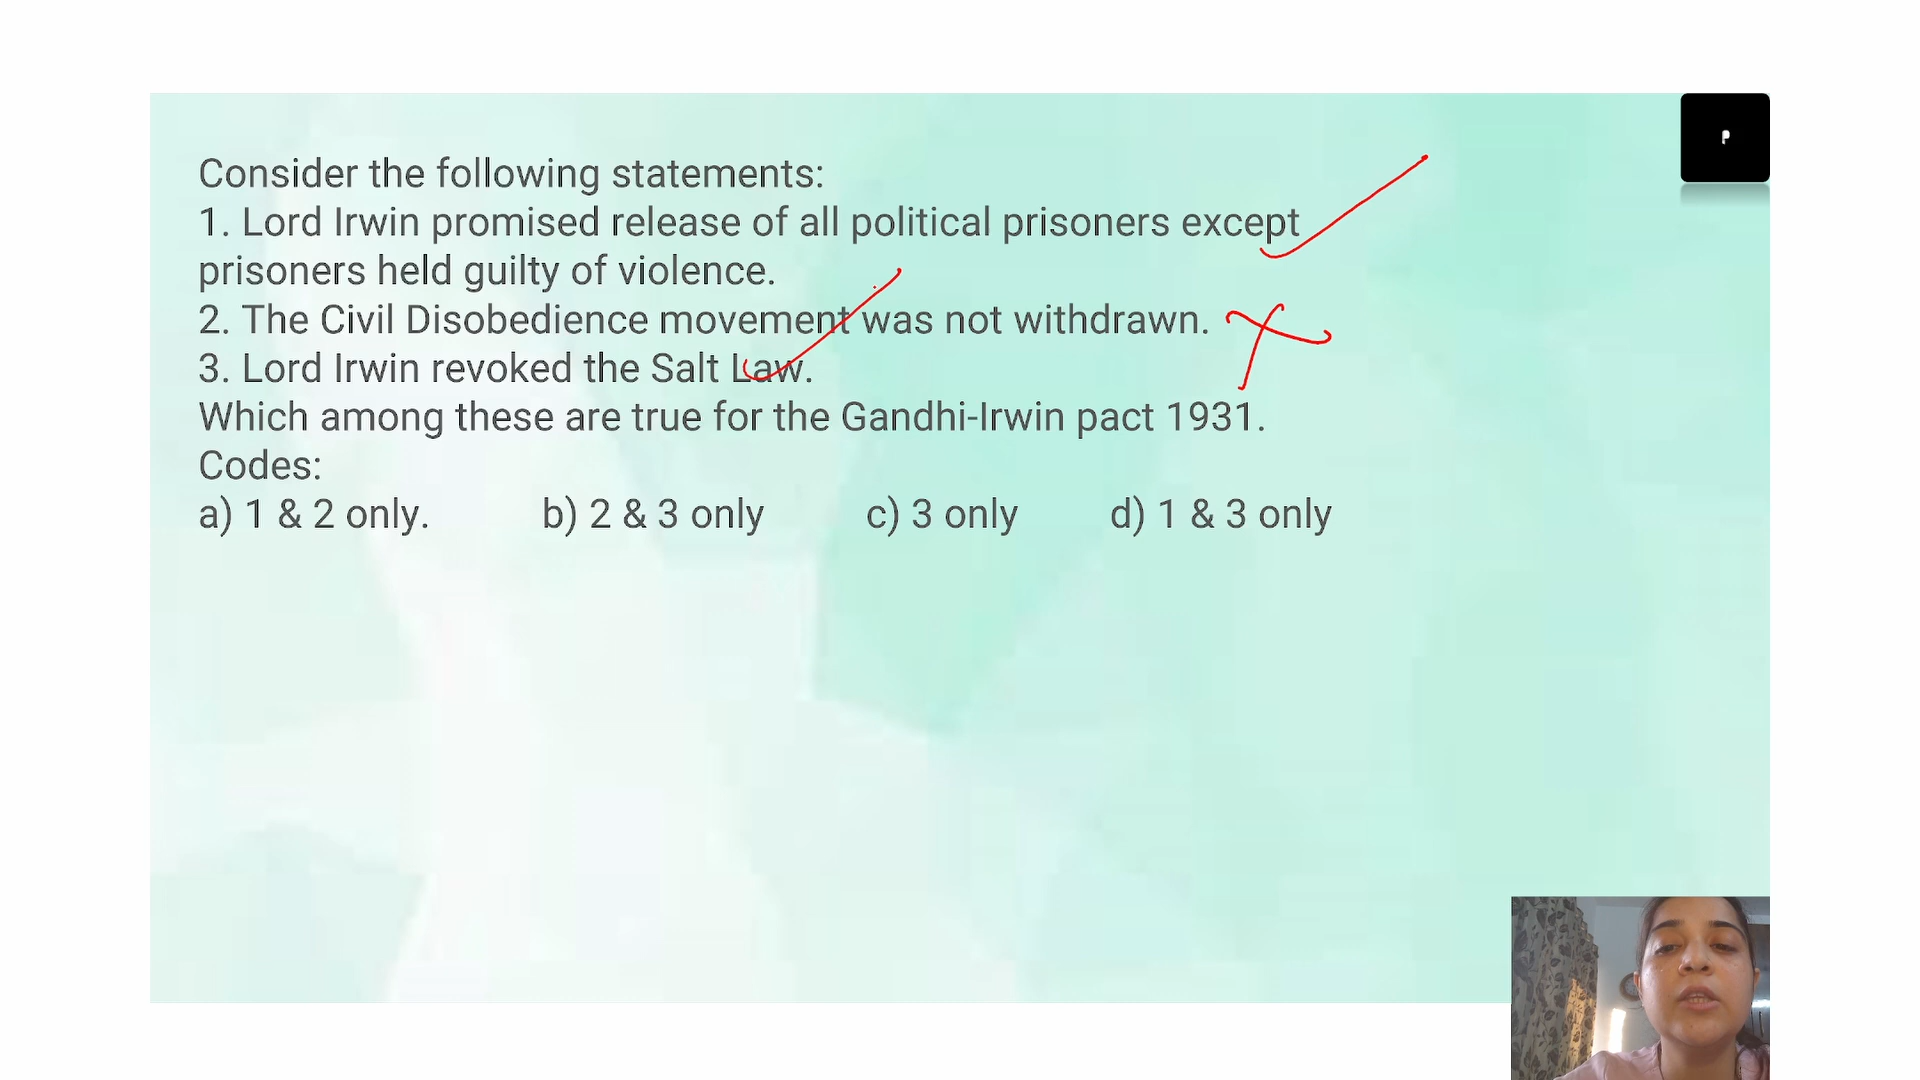 Consider the following statements:
1. Lord Irwin promised release of all political prisoners except
prisoners held guilty of violence.
2. The Civil Disobedience movement was not withdrawn.
3. Lord Irwin revoked the Salt Law.
Which among these are true for the Gandhi-Irwin pact 1931.
Codes:
a) 1 & 2 only. b) 2 & 3 only c) 3 only d) 1 & 3 only
P